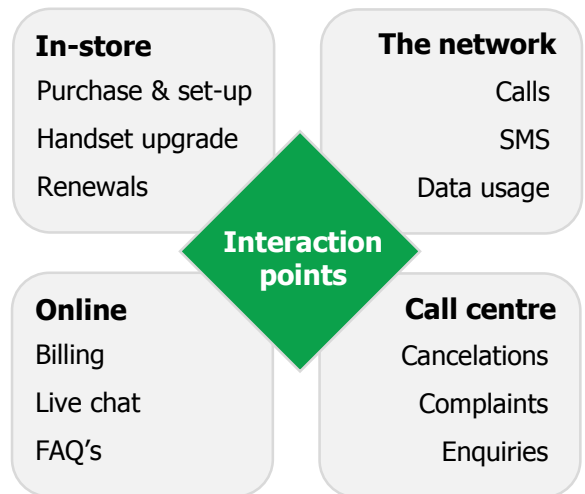 In-store
Purchase & set-up
Handset upgrade
Renewals
The network
Calls
SMS
Data usage
Interaction
points
Online
Billing
Live chat
FAQ's
Call centre
Cancelations
Complaints
Enquiries